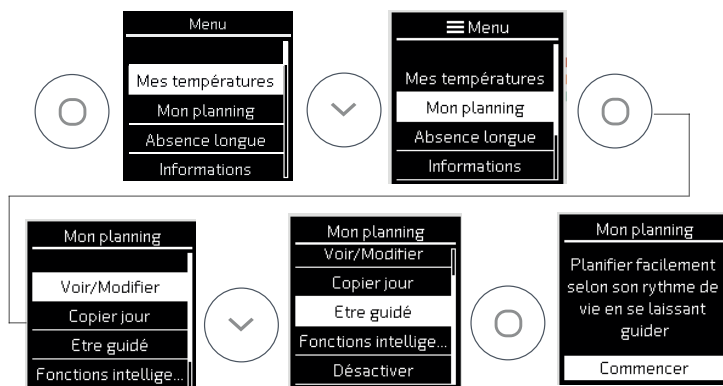 Menu
Mes températures
Mon planning
Absence longue
Informations
Menu
Mes températures
Mon planning
Absence longue
Informations
Mon planning
Voir/Modifier
Copier jour
Etre guidé
Fonctions intellige...
Mon planning
Voir/Modifier
Copier jour
Etre guidé
Fonctions intellige...
Désactiver
Mon planning
Planifier facilement
selon son rythme de
vie en se laissant
guider
Commencer